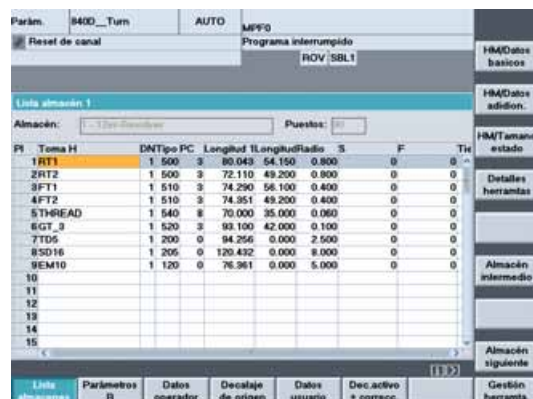 Parám. 840D__Turn AUTO MPF0
Reset de canal Programa interrumpido
ROV SBL1
HM/Datos basicos
HM/Datos adidion.
Lista almacén 1
Almacén: Puestos:
HM/Tamano estado
Pl Toma H DN Tipo PC Longitud 1 Longitud Radio S F Tie
1 RT1 1 500 3 80.043 54.150 0.800 0 0
2 RT2 1 500 3 72.110 49.200 0.800 0 0
3 FT1 1 510 3 74.290 56.100 0.400 0 0
4 FT2 1 510 3 74.351 49.200 0.400 0 0
5 THREAD 1 540 8 70.000 35.000 0.060 0 0
6 GT_3 1 520 3 93.100 42.000 0.100 0 0
7 TD5 1 200 0 94.256 0.000 2.500 0 0
8 SD16 1 205 0 120.432 0.000 8.000 0 0
9 EM10 1 120 0 76.361 0.000 5.000 0 0
10
11
12
13
14
15
Detalles herramtas
Almacén intermedio
Almacén siguiente
Lista almacenes
Parámetros R
Datos operador
Decalaje de origen
Datos usuario
Dec.activo + correcc.
Gestión herramta.